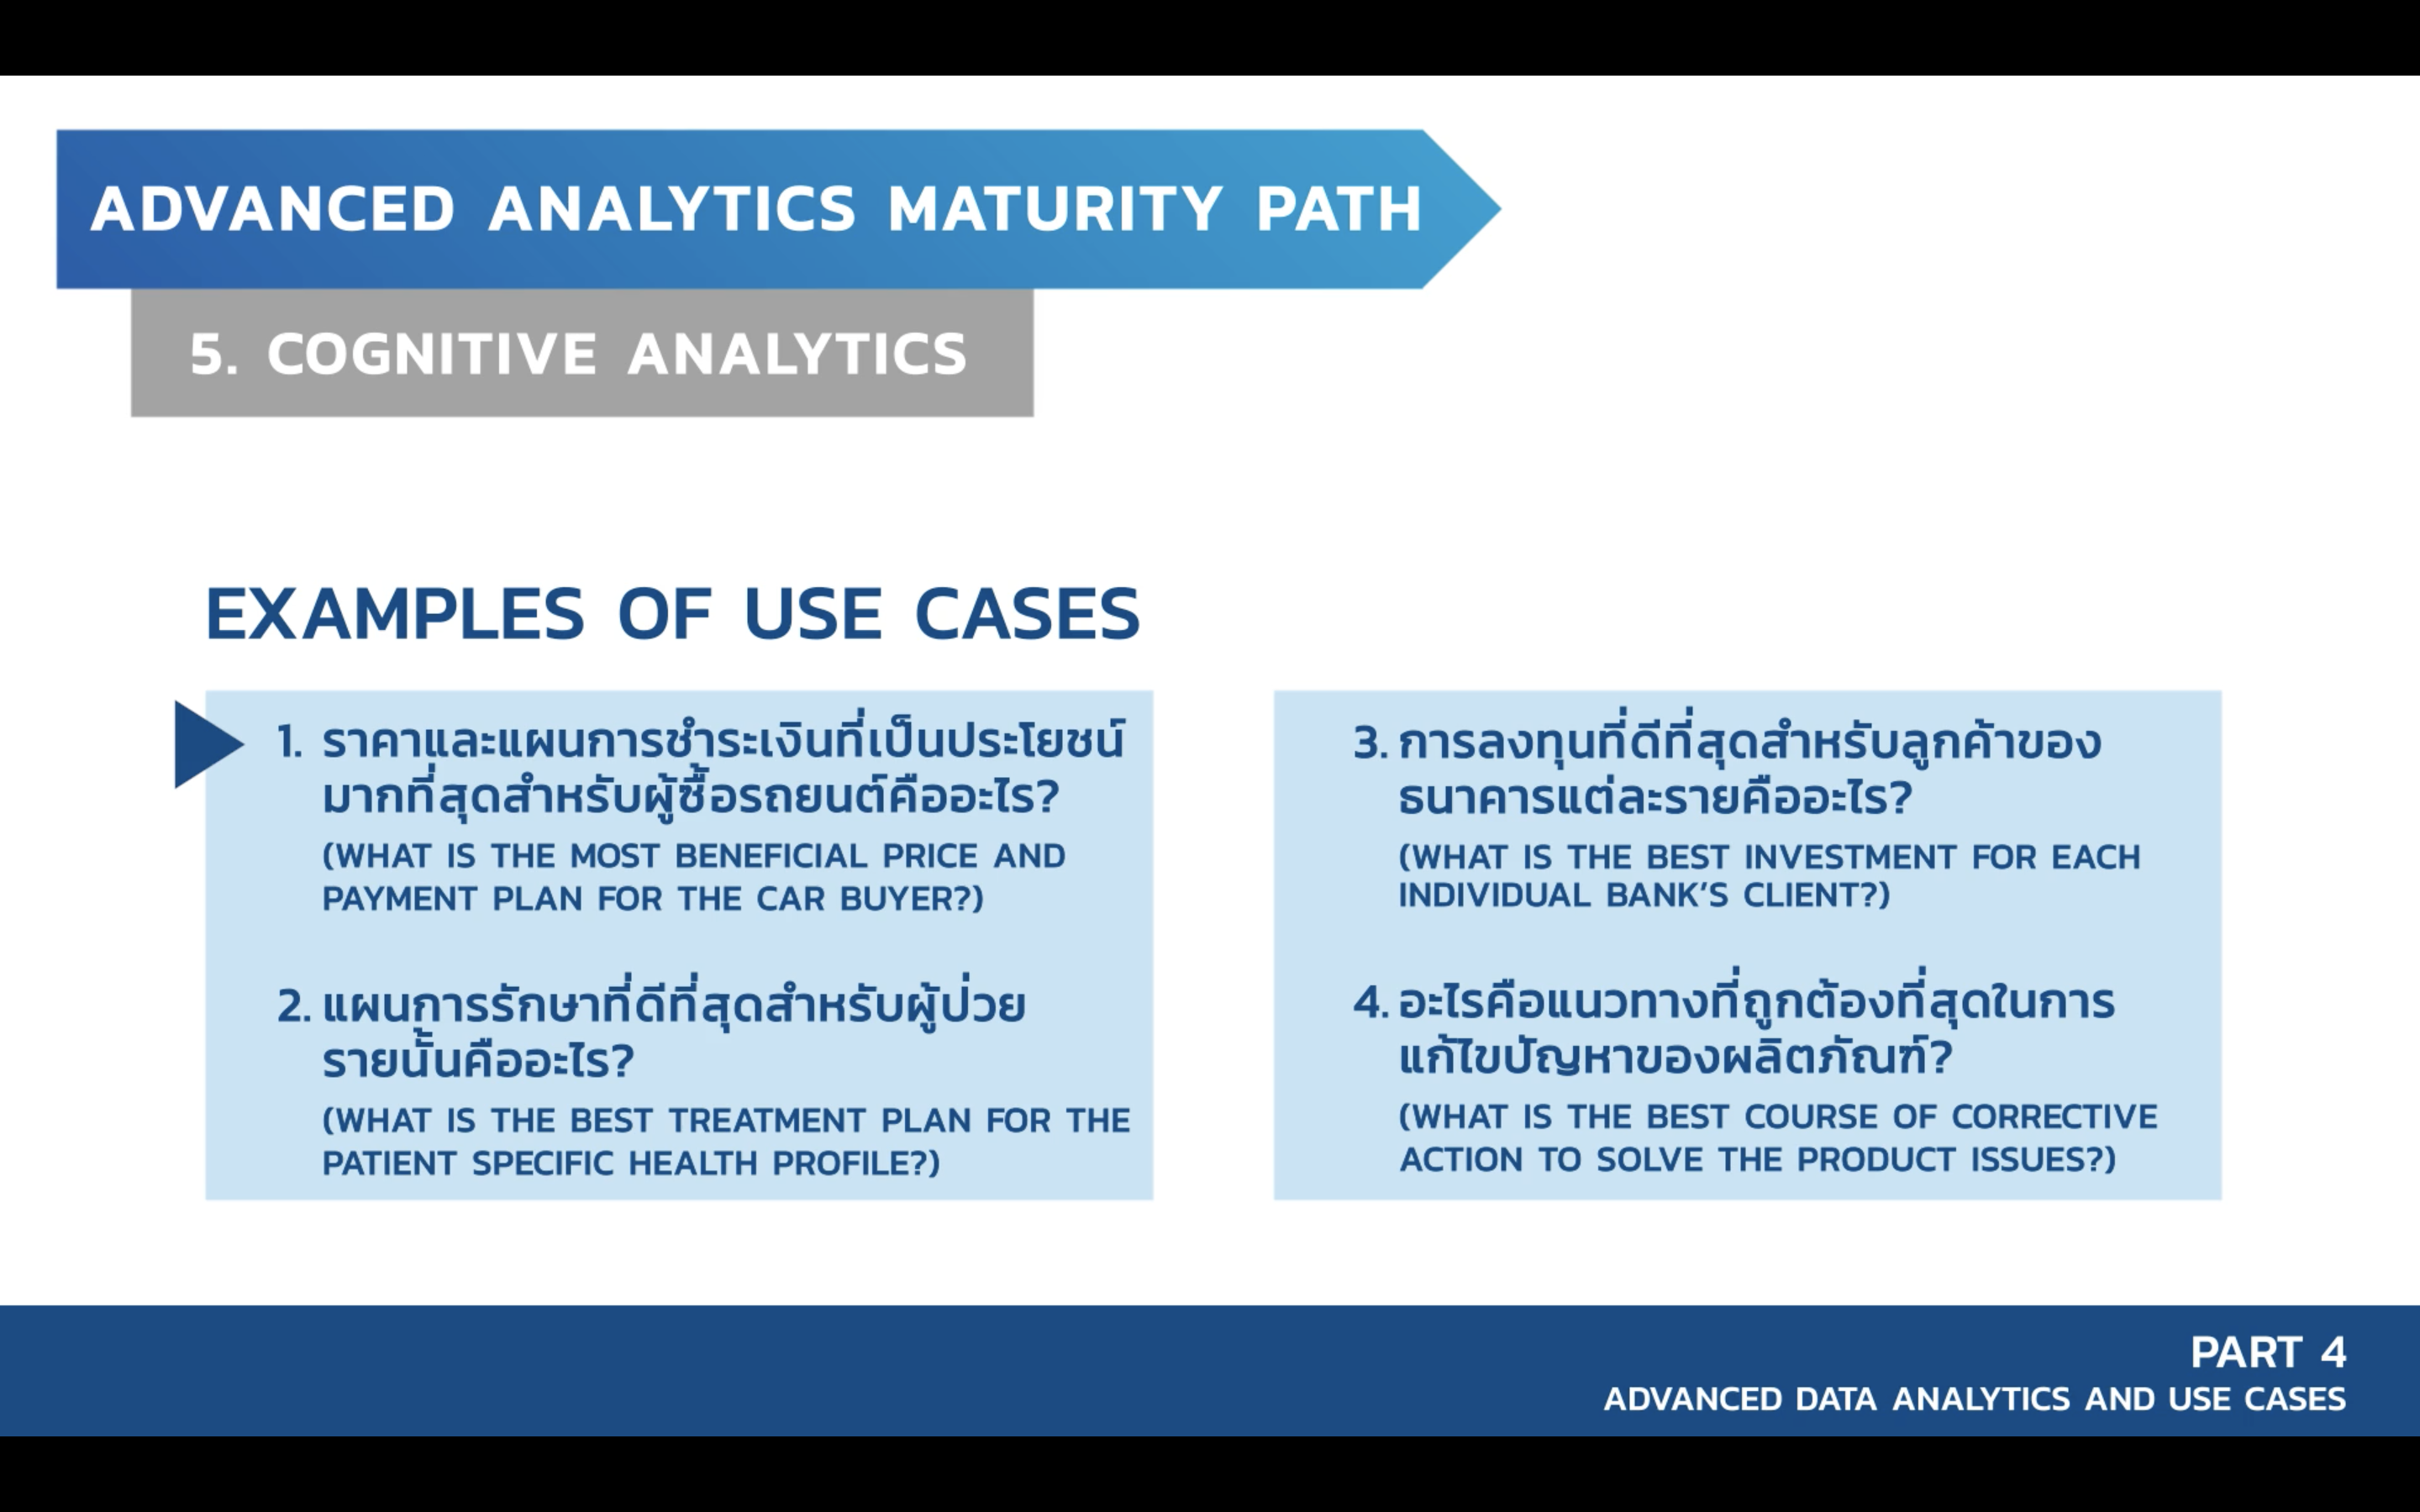 ADVANCED ANALYTICS MATURITY PATH
5. COGNITIVE ANALYTICS
EXAMPLES OF USE CASES
1. ราคาและแผนการชำระเงินที่เป็นประโยชน์
มากที่สุดสำหรับผู้ซื้อรถยนต์คืออะไร?
(WHAT IS THE MOST BENEFICIAL PRICE AND
PAYMENT PLAN FOR THE CAR BUYER?)
2. แผนการรักษาที่ดีที่สุดสำหรับผู้ป่วย
รายนั้นคืออะไร?
(WHAT IS THE BEST TREATMENT PLAN FOR THE
PATIENT SPECIFIC HEALTH PROFILE?)
3. การลงทุนที่ดีที่สุดสำหรับลูกค้าของ
ธนาคารแต่ละรายคืออะไร?
(WHAT IS THE BEST INVESTMENT FOR EACH
INDIVIDUAL BANK'S CLIENT?)
4. อะไรคือแนวทางที่ถูกต้องที่สุดในการ
แก้ไขปัญหาของผลิตภัณฑ์?
(WHAT IS THE BEST COURSE OF CORRECTIVE
ACTION TO SOLVE THE PRODUCT ISSUES?)
PART 4
ADVANCED DATA ANALYTICS AND USE CASES